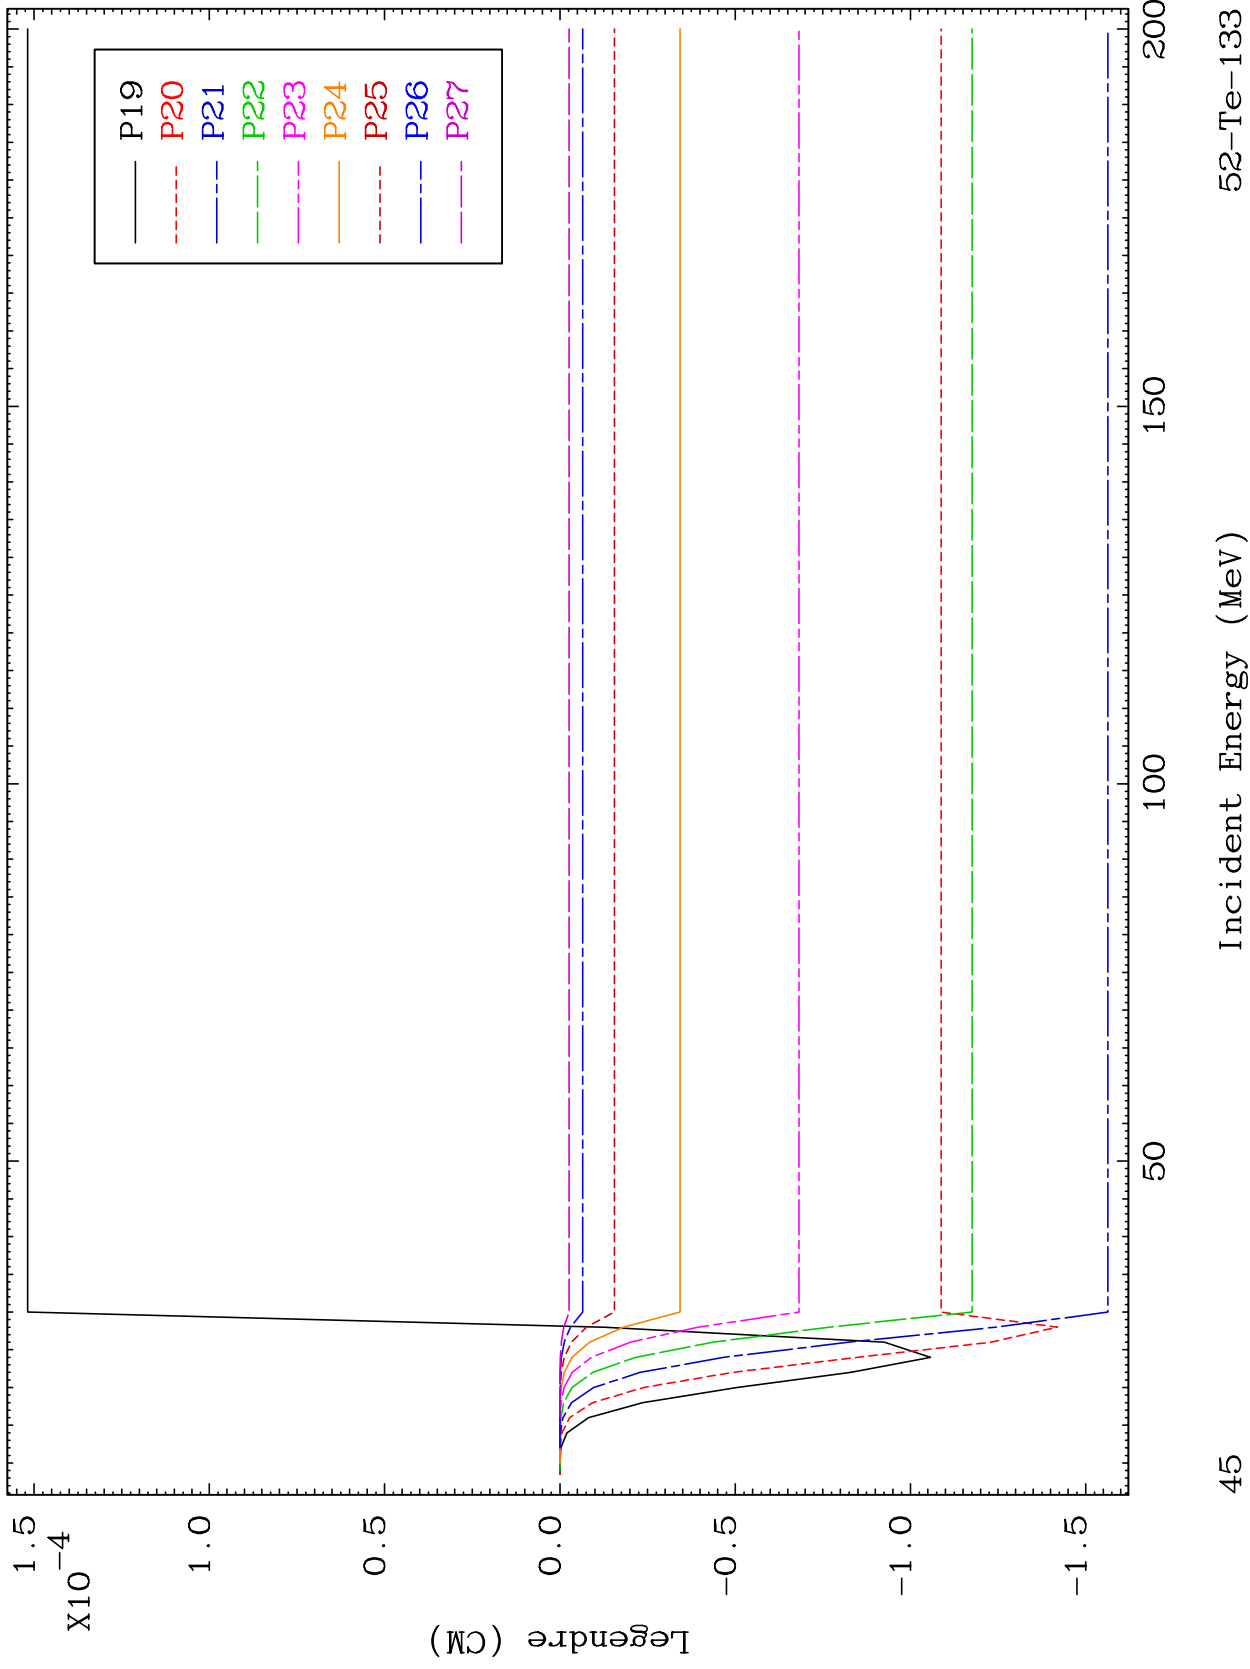 1.5
X10⁻⁴
1.0
0.5
0.0
−0.5
−1.0
−1.5
Legendre (CM)
P19
P20
P21
P22
P23
P24
P25
P26
P27
50
100
150
200
Incident Energy (MeV)
45
52-Te-133